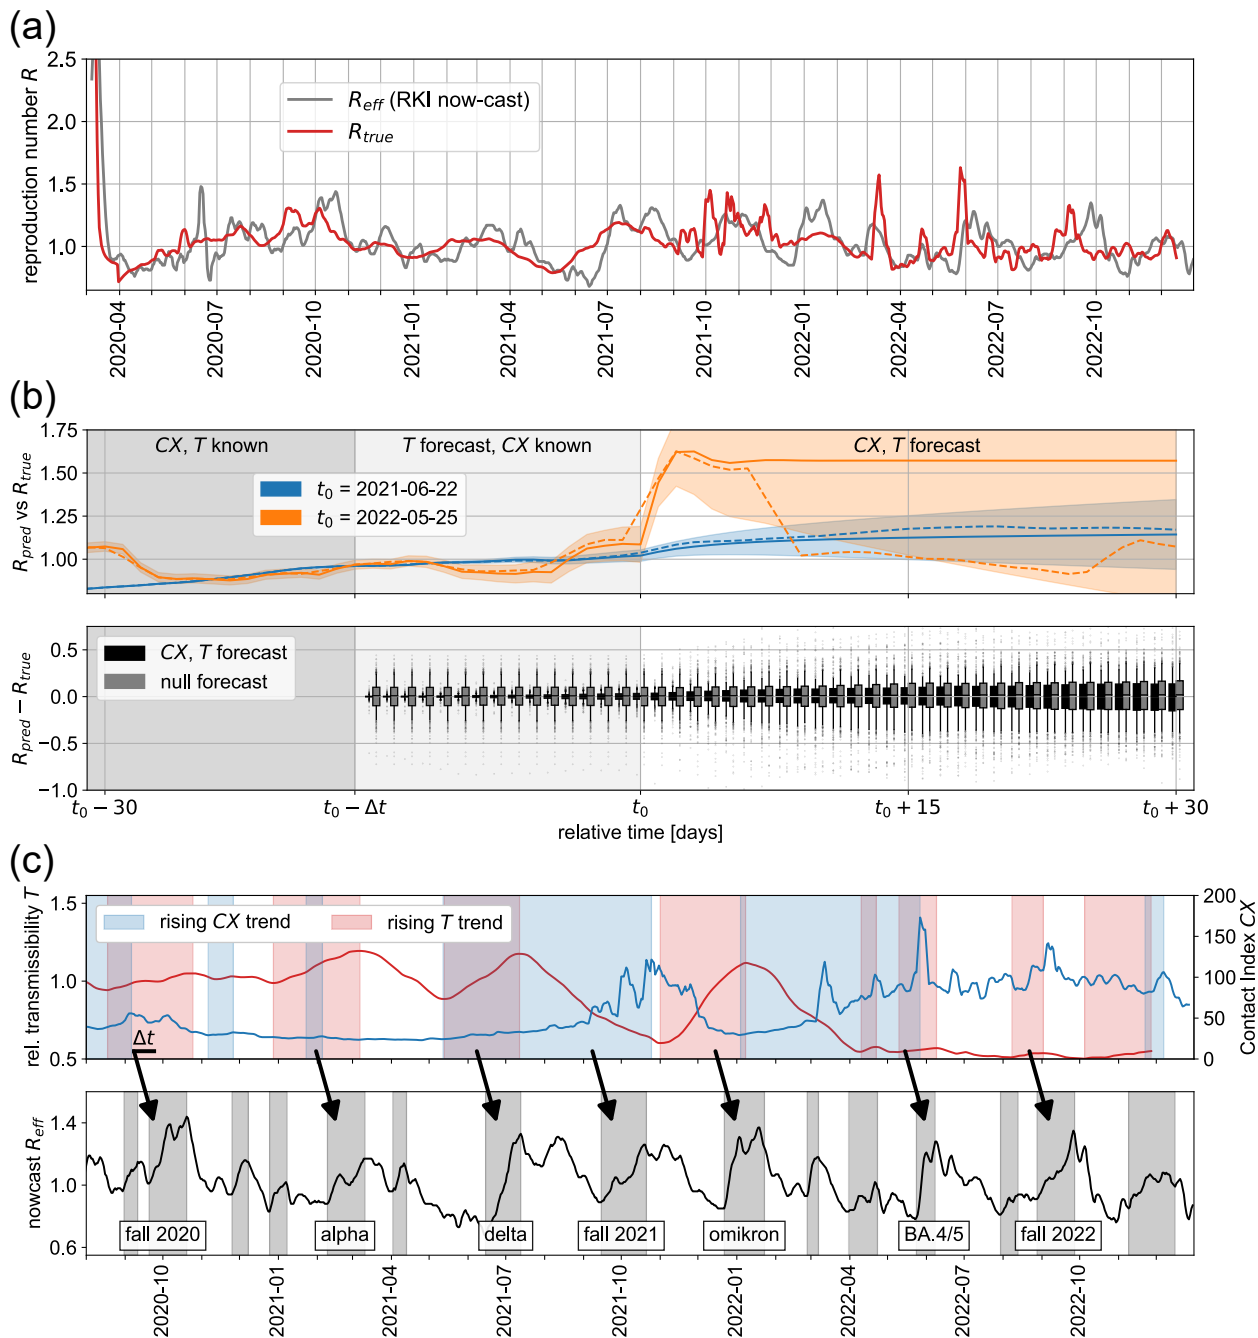 (a)
reproduction number R
2.5
2.0
1.5
1.0
R_eff (RKI now-cast)
R_true
2020-04
2020-07
2020-10
2021-01
2021-04
2021-07
2021-10
2022-01
2022-04
2022-07
2022-10
(b)
R_pred vs R_true
1.75
1.50
1.25
1.00
CX, T known
T forecast, CX known
CX, T forecast
t_0 = 2021-06-22
t_0 = 2022-05-25
R_pred − R_true
0.5
0.0
−0.5
−1.0
CX, T forecast
null forecast
t_0 − 30
t_0 − Δt
t_0
t_0 + 15
t_0 + 30
relative time [days]
(c)
rel. transmissibility T
1.5
1.0
0.5
rising CX trend
rising T trend
Δt
200
150
100
50
0
Contact Index CX
nowcast R_eff
1.4
1.0
0.6
fall 2020
alpha
delta
fall 2021
omikron
BA.4/5
fall 2022
2020-10
2021-01
2021-04
2021-07
2021-10
2022-01
2022-04
2022-07
2022-10